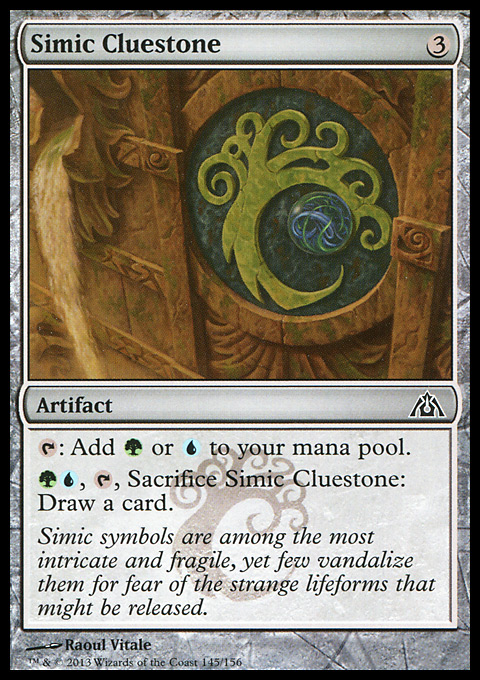 Simic Cluestone 3
Artifact
: Add or to your mana pool.
, , Sacrifice Simic Cluestone:
Draw a card.
Simic symbols are among the most
intricate and fragile, yet few vandalize
them for fear of the strange lifeforms that
might be released.
Raoul Vitale
™ & © 2013 Wizards of the Coast 145/156